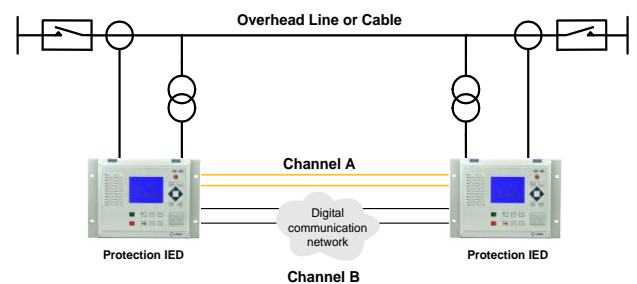 Overhead Line or Cable
Channel A
Digital
communication
network
Protection IED
Protection IED
Channel B